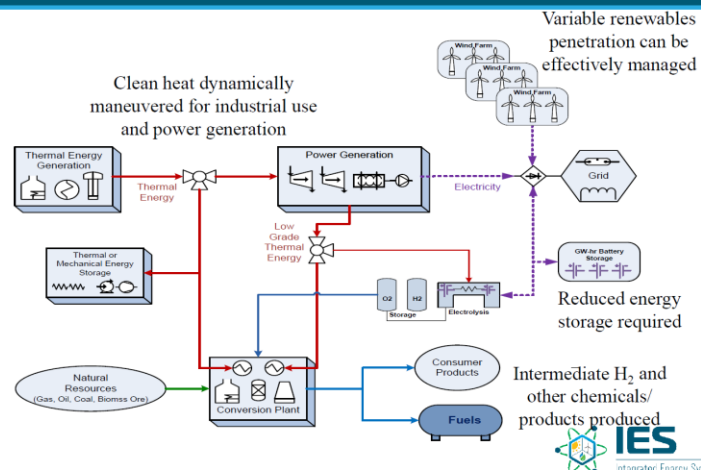 Variable renewables
penetration can be
effectively managed
Clean heat dynamically
maneuvered for industrial use
and power generation
Wind Farm
Wind Farm
Wind Farm
Thermal Energy
Generation
Thermal
Energy
Power Generation
Electricity
Grid
Low
Grade
Thermal
Energy
Thermal or
Mechanical Energy
Storage
GW-hr Battery
Storage
O2
H2
Storage
Electrolysis
Reduced energy
storage required
Natural
Resources
(Gas, Oil, Coal, Biomss Ore)
Conversion Plant
Consumer
Products
Fuels
Intermediate H₂ and
other chemicals/
products produced
IES
Integrated Energy Sy